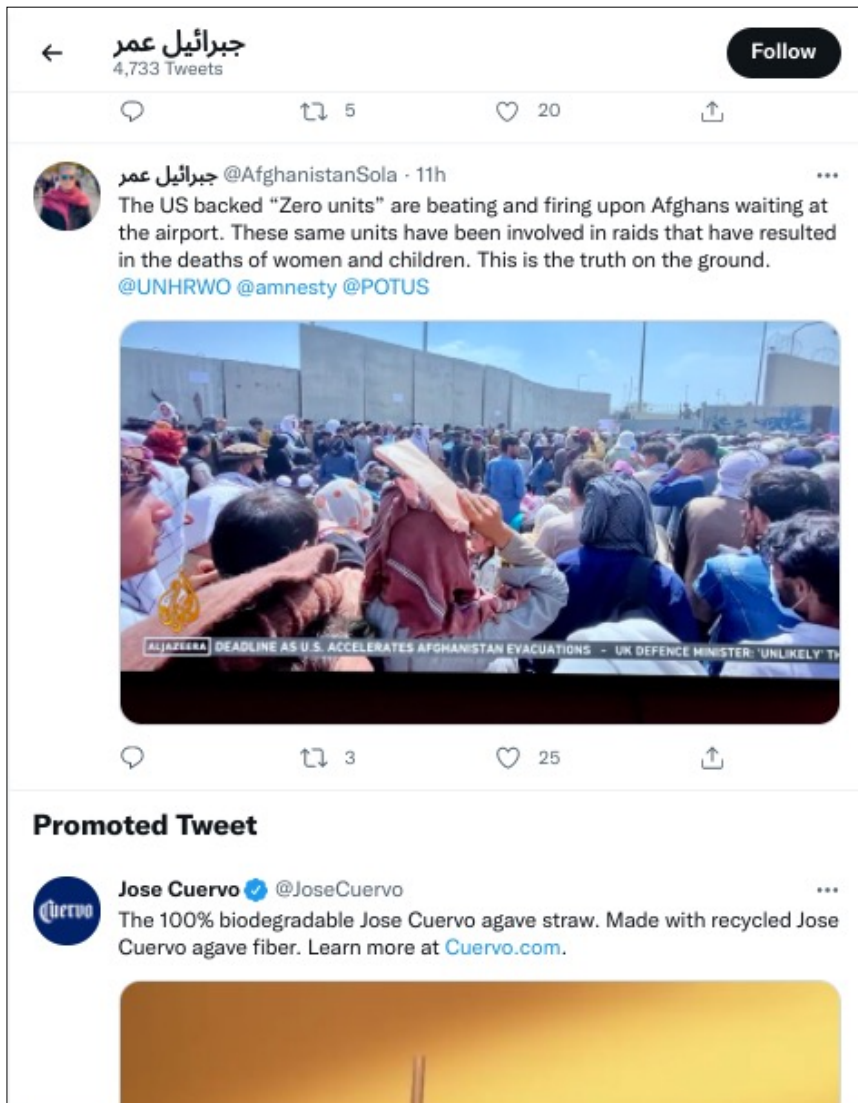 جبرائيل عمر
4,733 Tweets
Follow
5 20
جبرائيل عمر @AfghanistanSola · 11h
The US backed “Zero units” are beating and firing upon Afghans waiting at
the airport. These same units have been involved in raids that have resulted
in the deaths of women and children. This is the truth on the ground.
@UNHRWO @amnesty @POTUS
ALJAZEERA DEADLINE AS U.S. ACCELERATES AFGHANISTAN EVACUATIONS - UK DEFENCE MINISTER: 'UNLIKELY'
3 25
Promoted Tweet
Jose Cuervo @JoseCuervo
Cuervo
The 100% biodegradable Jose Cuervo agave straw. Made with recycled Jose
Cuervo agave fiber. Learn more at Cuervo.com.